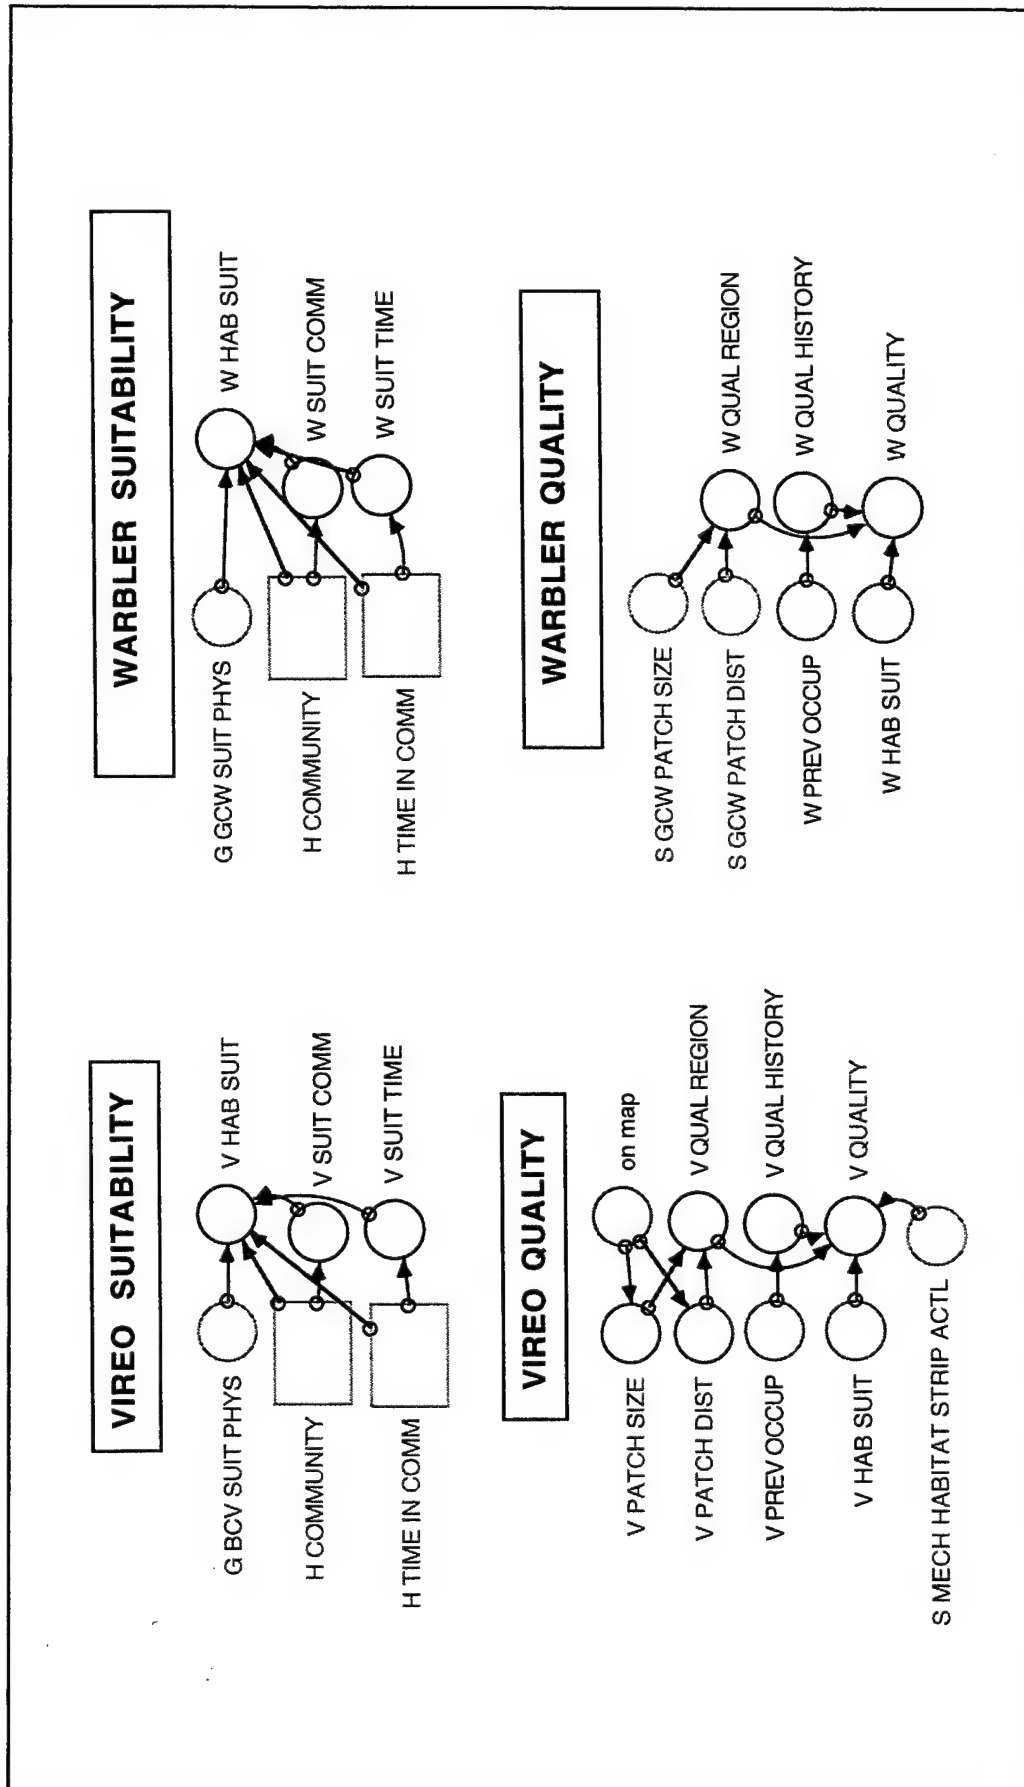 VIREO SUITABILITY
G BCV SUIT PHYS
V HAB SUIT
H COMMUNITY
V SUIT COMM
H TIME IN COMM
V SUIT TIME
WARBLER SUITABILITY
G GCW SUIT PHYS
W HAB SUIT
H COMMUNITY
W SUIT COMM
H TIME IN COMM
W SUIT TIME
VIREO QUALITY
on map
V PATCH SIZE
V QUAL REGION
V PATCH DIST
V QUAL HISTORY
V PREV OCCUP
V QUALITY
V HAB SUIT
S MECH HABITAT STRIP ACTL
WARBLER QUALITY
S GCW PATCH SIZE
W QUAL REGION
S GCW PATCH DIST
W QUAL HISTORY
W PREV OCCUP
W QUALITY
W HAB SUIT